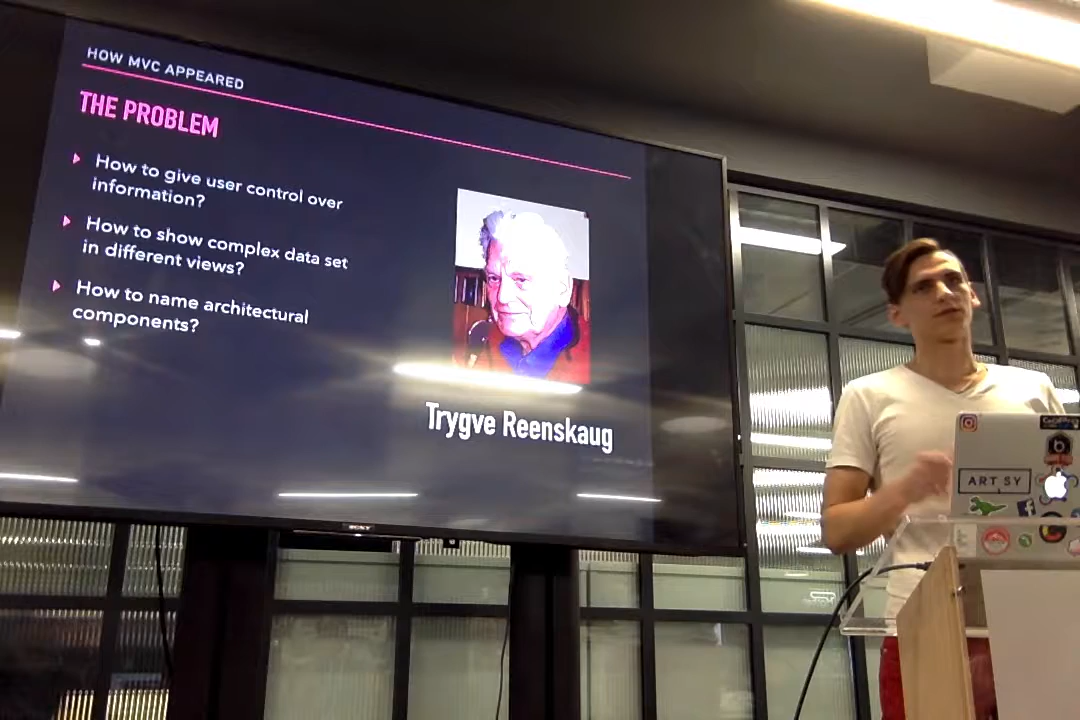 HOW MVC APPEARED
THE PROBLEM
How to give user control over
information?
How to show complex data set
in different views?
How to name architectural
components?
Trygve Reenskaug
SONY
ARTSY